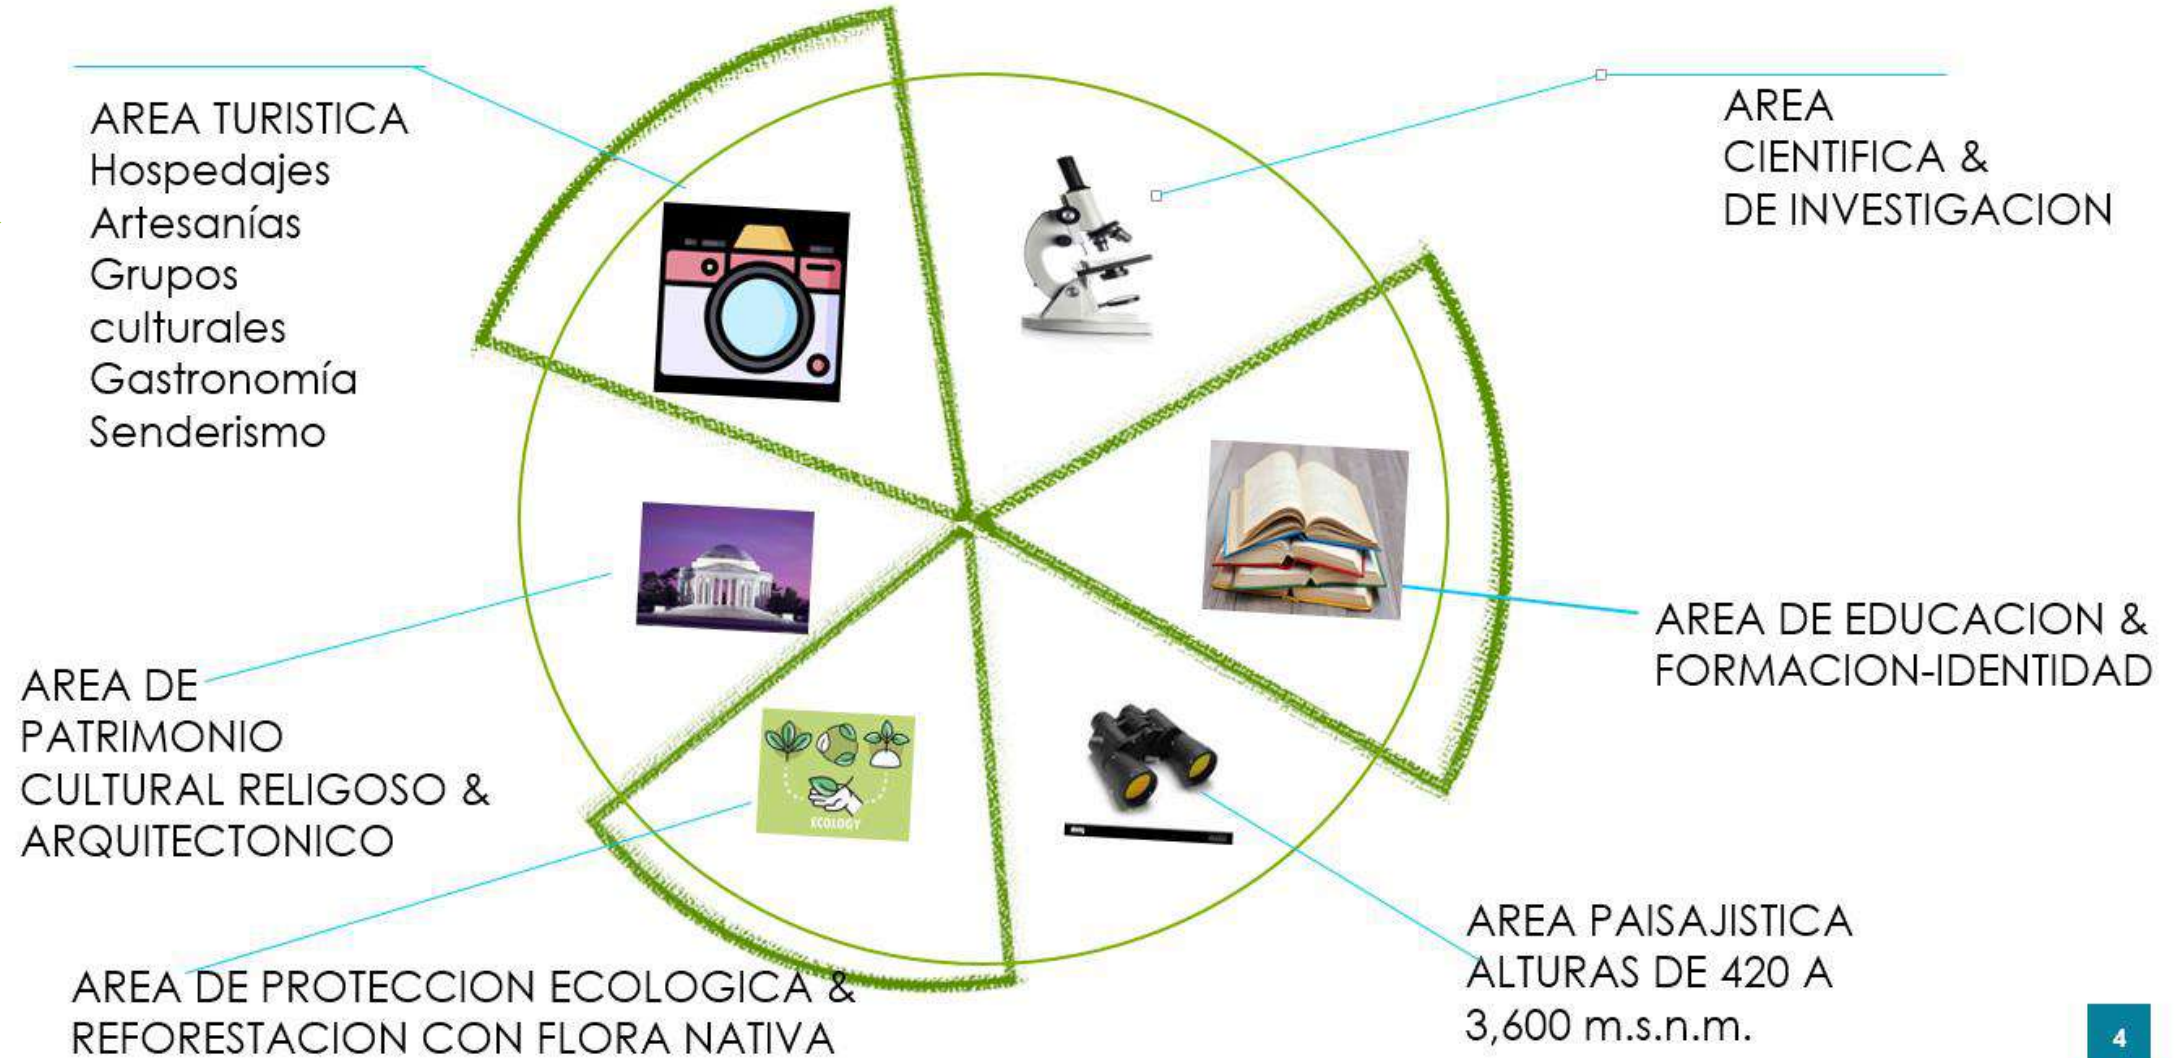 AREA TURISTICA
Hospedajes
Artesanías
Grupos
culturales
Gastronomía
Senderismo
AREA
CIENTIFICA &
DE INVESTIGACION
AREA DE EDUCACION &
FORMACION-IDENTIDAD
AREA DE
PATRIMONIO
CULTURAL RELIGOSO &
ARQUITECTONICO
ECOLOGY
AREA DE PROTECCION ECOLOGICA &
REFORESTACION CON FLORA NATIVA
AREA PAISAJISTICA
ALTURAS DE 420 A
3,600 m.s.n.m.
4